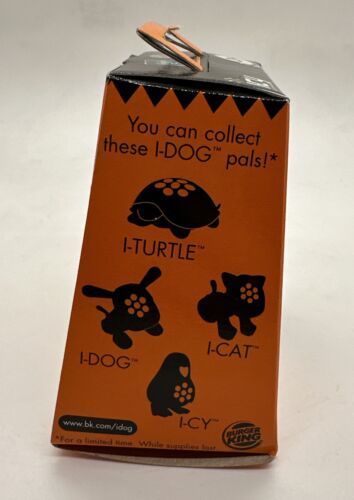 You can collect
these I-DOG™ pals!*
I-TURTLE™
I-DOG™
I-CAT™
I-CY™
www.bk.com/idog
BURGER
KING
*For a limited time. While supplies last